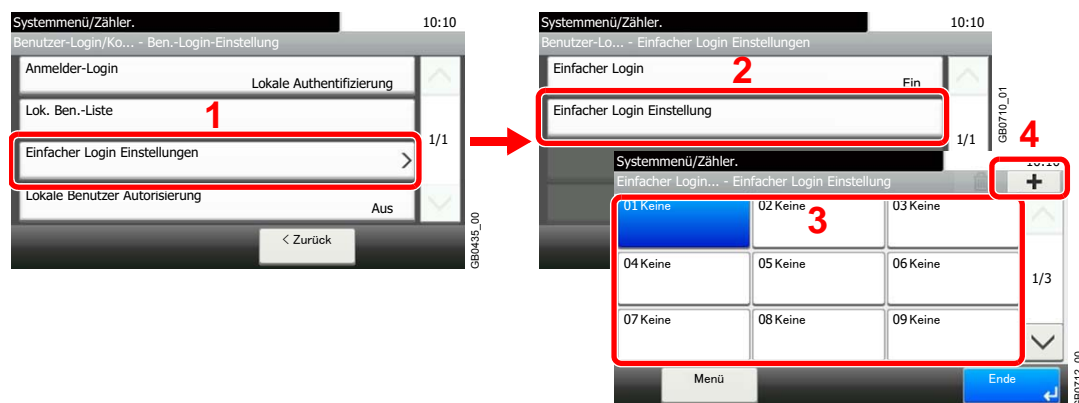 Systemmenü/Zähler.
10:10
Benutzer-Login/Ko... - Ben.-Login-Einstellung
Anmelder-Login
Lokale Authentifizierung
Lok. Ben.-Liste
1
1/1
Einfacher Login Einstellungen
Lokale Benutzer Autorisierung
Aus
< Zurück
GB0435_00
Systemmenü/Zähler.
10:10
Benutzer-Lo... - Einfacher Login Einstellungen
Einfacher Login
2
Ein
Einfacher Login Einstellung
1/1
GB0710_01
4
Systemmenü/Zähler.
10:10
Einfacher Login... - Einfacher Login Einstellung
+
01 Keine
02 Keine
03 Keine
3
04 Keine
05 Keine
06 Keine
1/3
07 Keine
08 Keine
09 Keine
Menü
Ende
GB0712_00